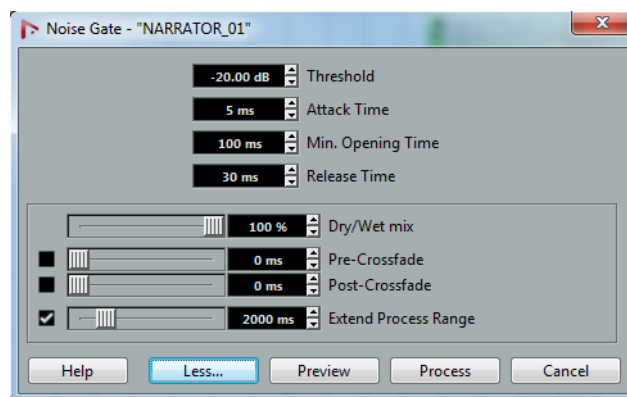 Noise Gate - "NARRATOR_01"
-20.00 dB Threshold
5 ms Attack Time
100 ms Min. Opening Time
30 ms Release Time
100 % Dry/Wet mix
0 ms Pre-Crossfade
0 ms Post-Crossfade
2000 ms Extend Process Range
Help Less... Preview Process Cancel